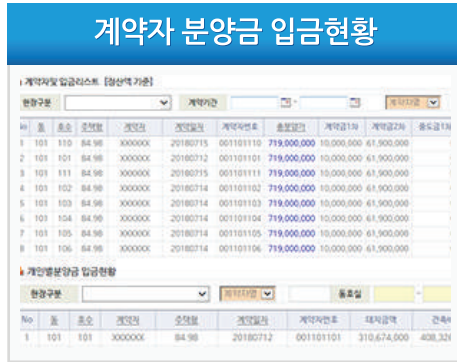 계약자 분양금 입금현황
계약자및 입금리스트 [정산액 기준]
현장구분 계약기간 - 계약자명
No 동 호수 주택형 계약자 계약일자 계약자번호 총분양가 계약금1차 계약금2차 중도금1차
1 101 110 84.98 XXXXXX 20180715 001101110 719,000,000 10,000,000 61,900,000
2 101 101 84.98 XXXXXX 20180712 001101101 719,000,000 10,000,000 61,900,000
3 101 111 84.98 XXXXXX 20180715 001101111 719,000,000 10,000,000 61,900,000
4 101 102 84.98 XXXXXX 20180714 001101102 719,000,000 10,000,000 61,900,000
5 101 103 84.98 XXXXXX 20180714 001101103 719,000,000 10,000,000 61,900,000
6 101 104 84.98 XXXXXX 20180714 001101104 719,000,000 10,000,000 61,900,000
7 101 105 84.98 XXXXXX 20180714 001101105 719,000,000 10,000,000 61,900,000
8 101 106 84.98 XXXXXX 20180714 001101106 719,000,000 10,000,000 61,900,000
개인별분양금 입금현황
현장구분 계약자명 동호실 -
No 동 호수 계약자 주택형 계약일자 계약자번호 대지금액
1 101 101 XXXXXX 84.98 20180712 001101101 310,674,000